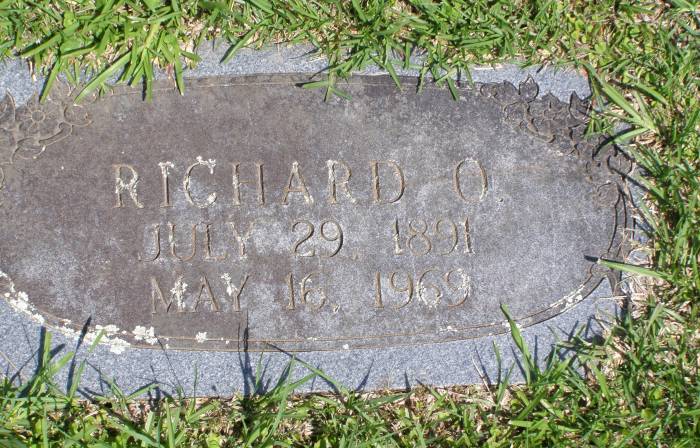 RICHARD O.
JULY 29, 1891
MAY 16, 1969